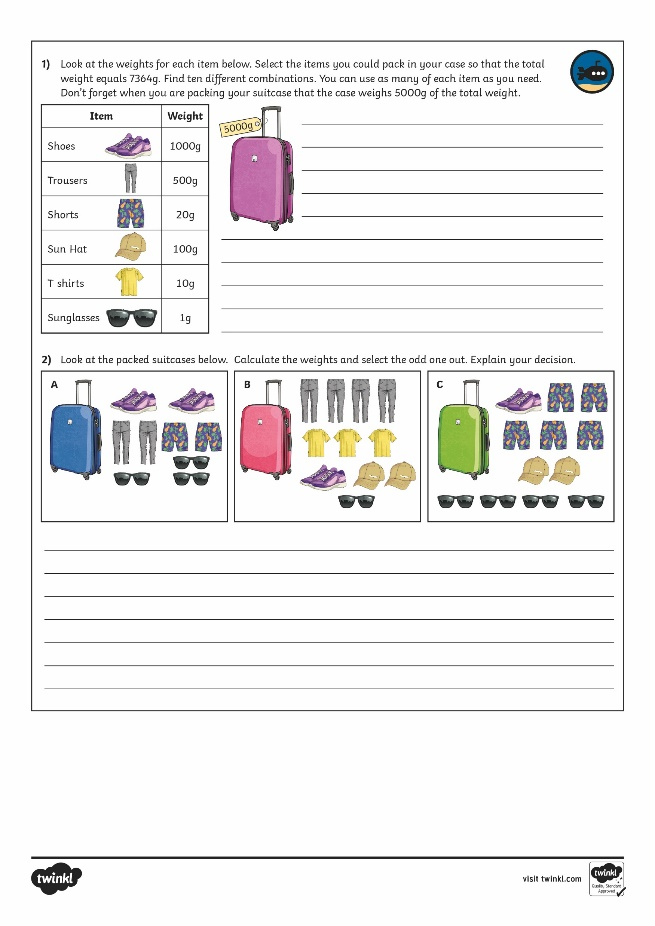 1) Look at the weights for each item below. Select the items you could pack in your case so that the total
weight equals 7364g. Find ten different combinations. You can use as many of each item as you need.
Don't forget when you are packing your suitcase that the case weighs 5000g of the total weight.
Item Weight
Shoes 1000g
Trousers 500g
Shorts 20g
Sun Hat 100g
T shirts 10g
Sunglasses 1g
5000g
2) Look at the packed suitcases below. Calculate the weights and select the odd one out. Explain your decision.
A
B
C
twinkl
visit twinkl.com
twinkl
Quality Standard
Approved